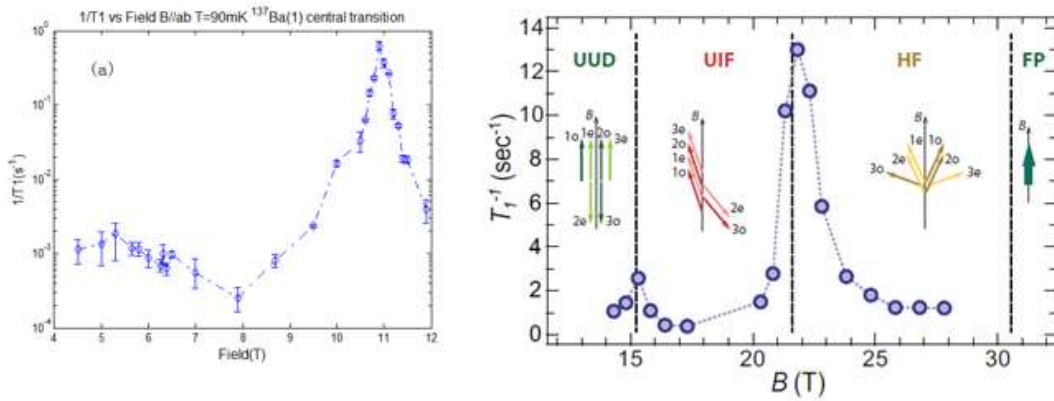 1/T1 vs Field B//ab T=90mK ¹³⁷Ba(1) central transition
(a)
1/T1(s⁻¹)
10⁰
10⁻¹
10⁻²
10⁻³
10⁻⁴
4 5 6 7 8 9 10 11 12
Field(T)
UUD UIF HF FP
T₁⁻¹ (sec⁻¹)
14
12
10
8
6
4
2
0
B
1o 1e 2o 3e
2e 3o
B
3e
2o
1e
1o
2e
3o
B
1e 1o
2e 2o
3o 3e
B
15 20 25 30
B (T)